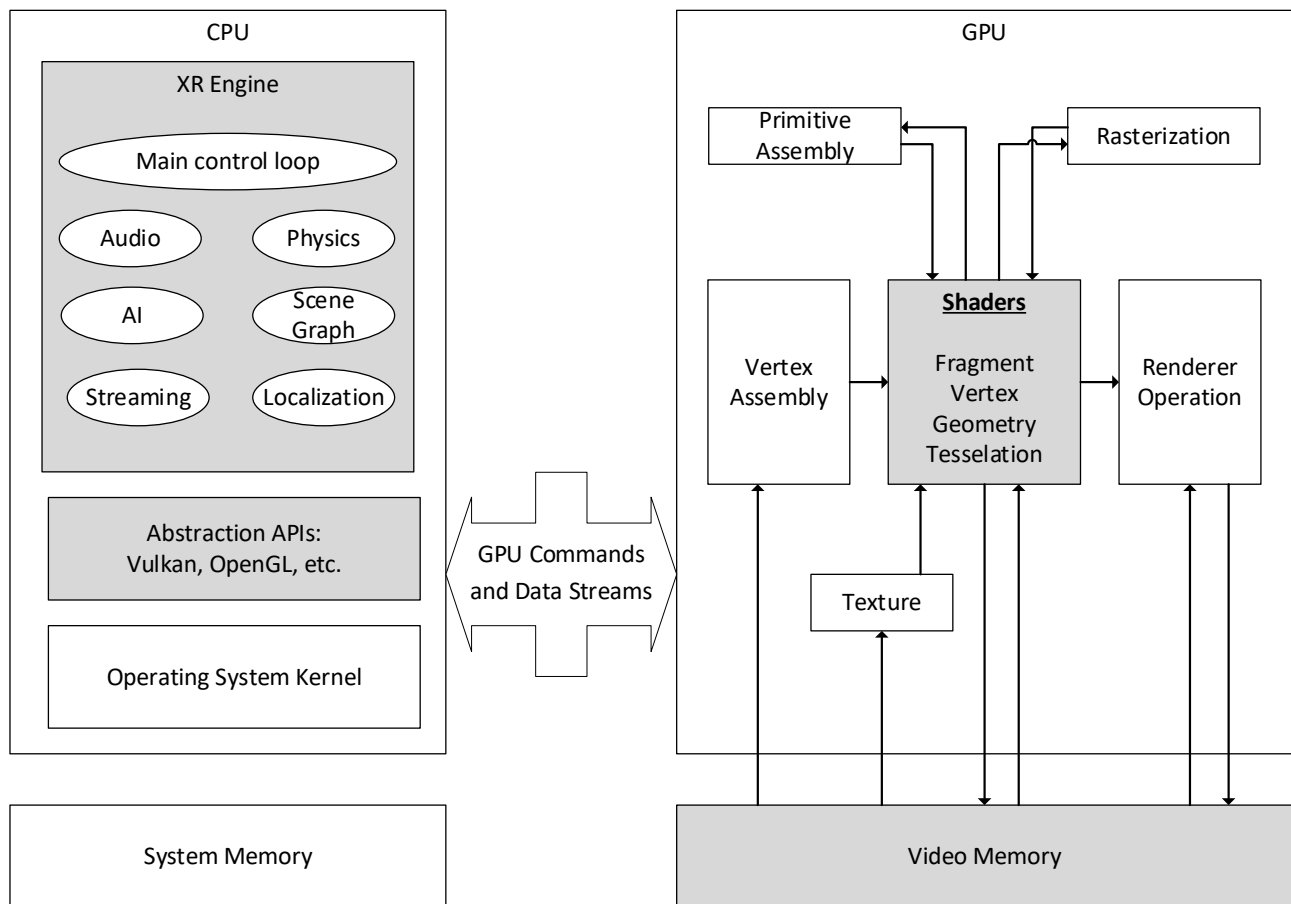 CPU
XR Engine
Main control loop
Audio
Physics
AI
Scene
Graph
Streaming
Localization
Abstraction APIs:
Vulkan, OpenGL, etc.
Operating System Kernel
System Memory
GPU Commands
and Data Streams
GPU
Primitive
Assembly
Rasterization
Vertex
Assembly
Shaders
Fragment
Vertex
Geometry
Tesselation
Renderer
Operation
Texture
Video Memory